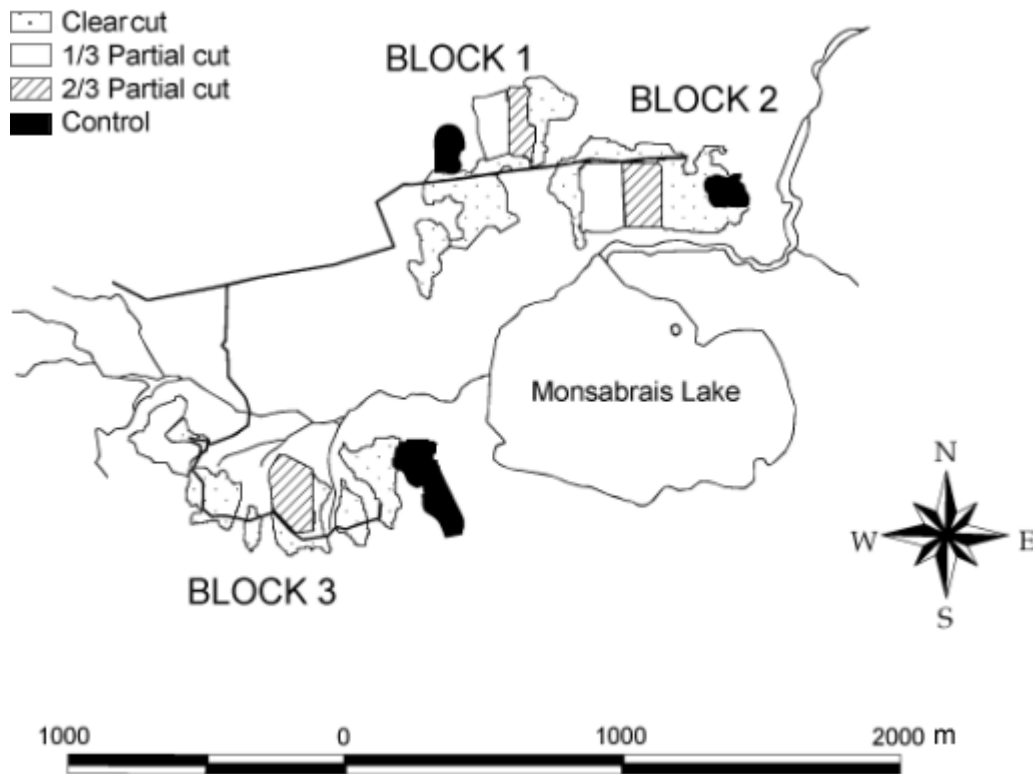 Clearcut
1/3 Partial cut
2/3 Partial cut
Control
BLOCK 1
BLOCK 2
Monsabrais Lake
BLOCK 3
N
W
E
S
1000 0 1000 2000 m